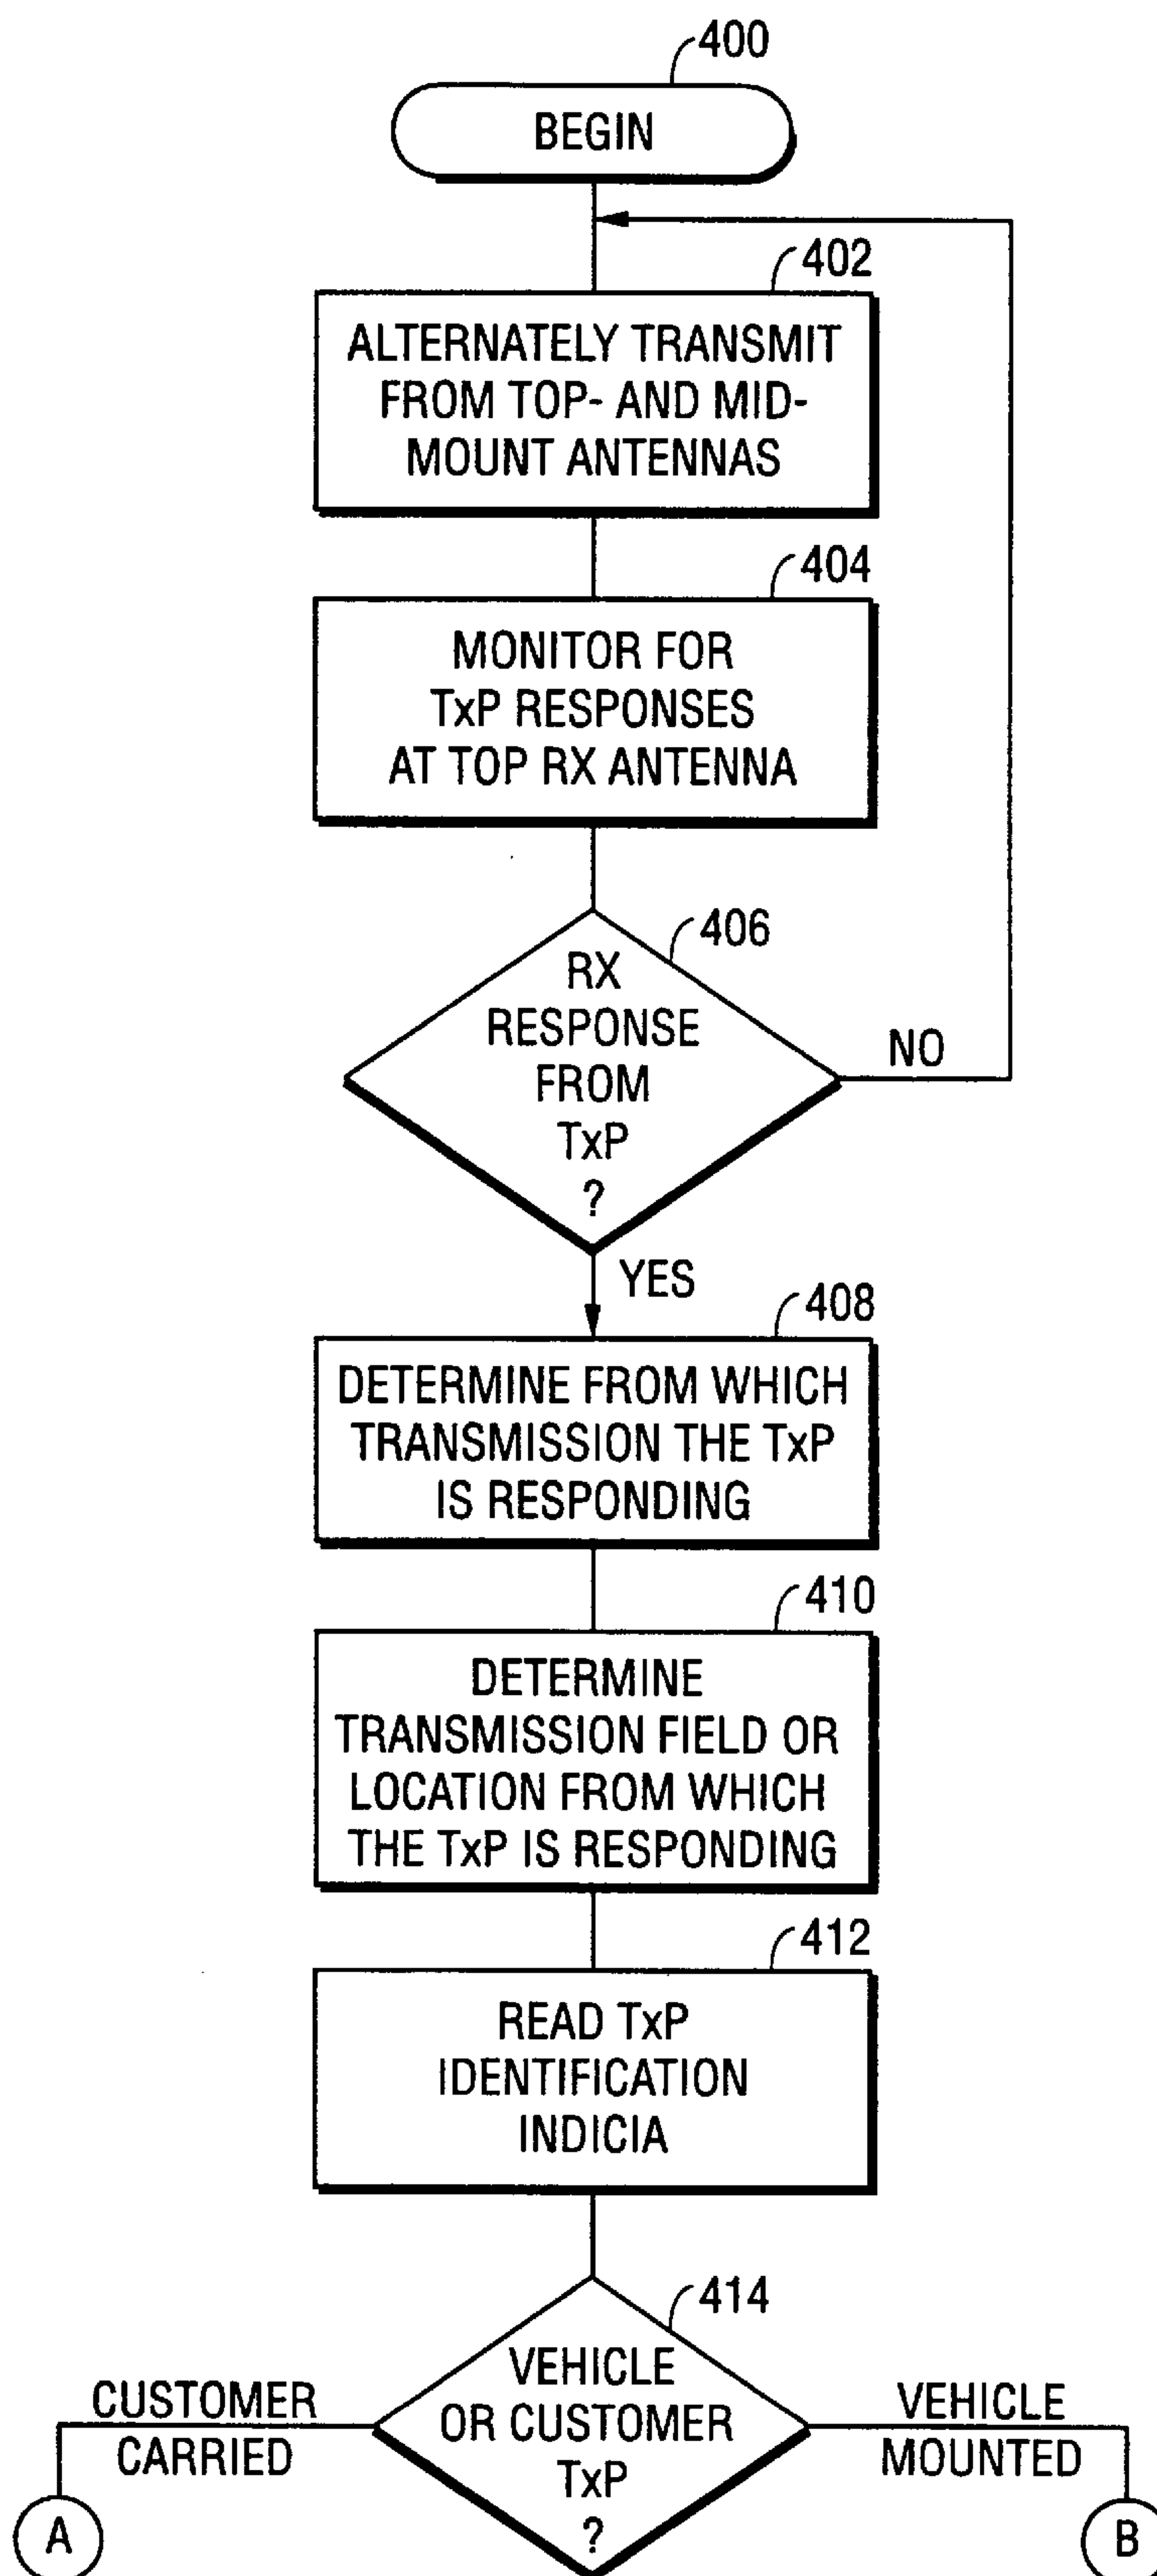 400
BEGIN
402
ALTERNATELY TRANSMIT
FROM TOP- AND MID-
MOUNT ANTENNAS
404
MONITOR FOR
TxP RESPONSES
AT TOP RX ANTENNA
406
RX
RESPONSE
FROM
TxP
?
NO
YES
408
DETERMINE FROM WHICH
TRANSMISSION THE TxP
IS RESPONDING
410
DETERMINE
TRANSMISSION FIELD OR
LOCATION FROM WHICH
THE TxP IS RESPONDING
412
READ TxP
IDENTIFICATION
INDICIA
414
VEHICLE
OR CUSTOMER
TxP
?
CUSTOMER
CARRIED
VEHICLE
MOUNTED
A
B